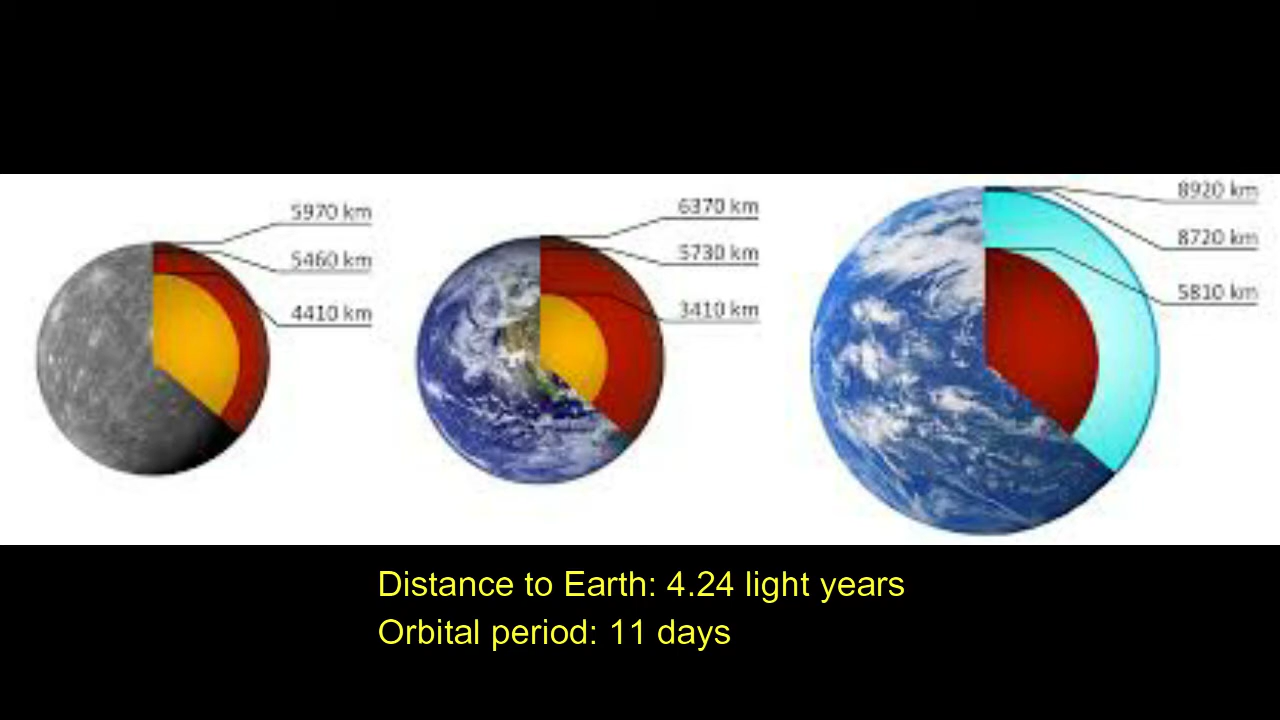 5970 km
5460 km
4410 km
6370 km
5730 km
3410 km
8920 km
8720 km
5810 km
Distance to Earth: 4.24 light years
Orbital period: 11 days